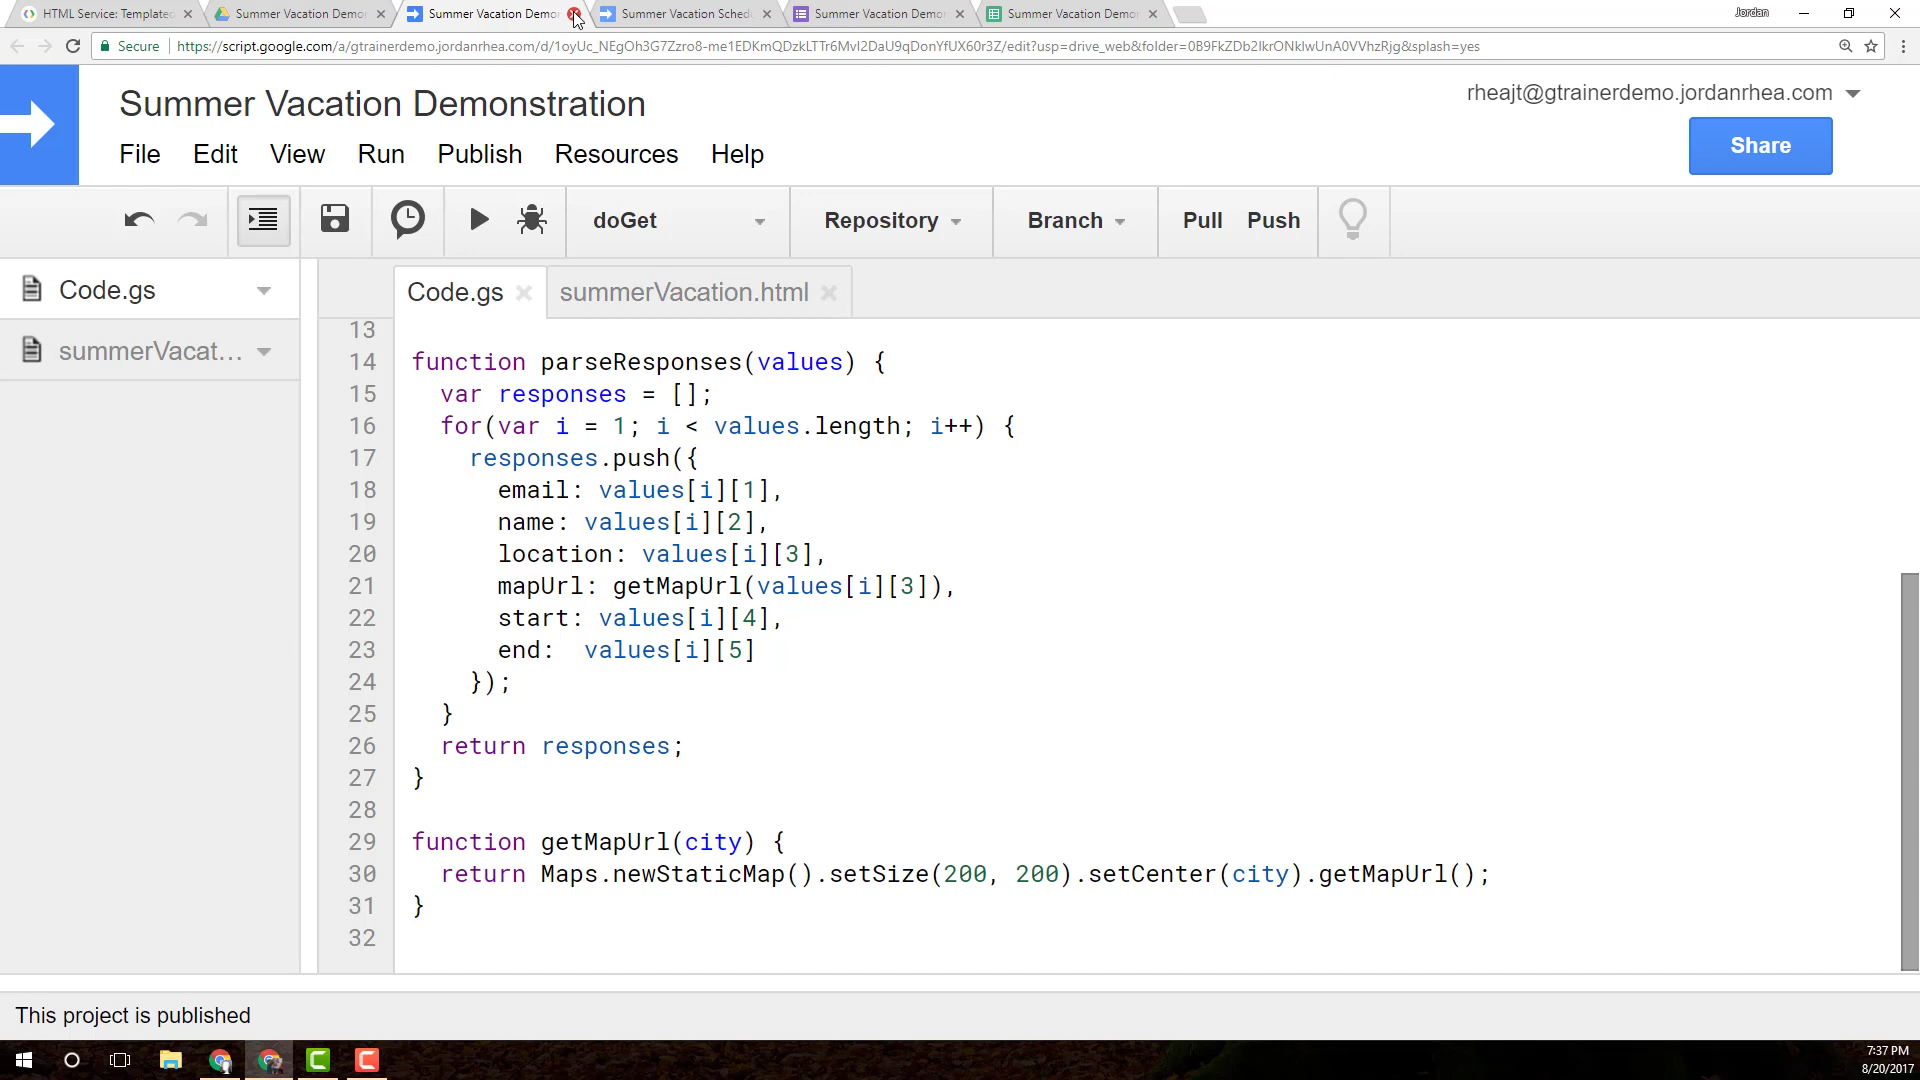 HTML Service: Templated
Summer Vacation Demo
Summer Vacation Demo
Summer Vacation Sched
Summer Vacation Demo
Summer Vacation Demo
Jordan
Secure
https://script.google.com/a/gtrainerdemo.jordanrhea.com/d/1oyUc_NEgOh3G7Zzro8-me1EDKmQDzkLTTr6MvI2DaU9qDonYfUX60r3Z/edit?usp=drive_web&folder=0B9FkZDb2IkrONklwUnA0VVhzRjg&splash=yes
Summer Vacation Demonstration
rheajt@gtrainerdemo.jordanrhea.com
File Edit View Run Publish Resources Help
Share
doGet Repository Branch Pull Push
Code.gs
summerVacat...
Code.gs
summerVacation.html
13
14 function parseResponses(values) {
15 var responses = [];
16 for(var i = 1; i < values.length; i++) {
17 responses.push({
18 email: values[i][1],
19 name: values[i][2],
20 location: values[i][3],
21 mapUrl: getMapUrl(values[i][3]),
22 start: values[i][4],
23 end: values[i][5]
24 });
25 }
26 return responses;
27 }
28
29 function getMapUrl(city) {
30 return Maps.newStaticMap().setSize(200, 200).setCenter(city).getMapUrl();
31 }
32
This project is published
7:37 PM
8/20/2017